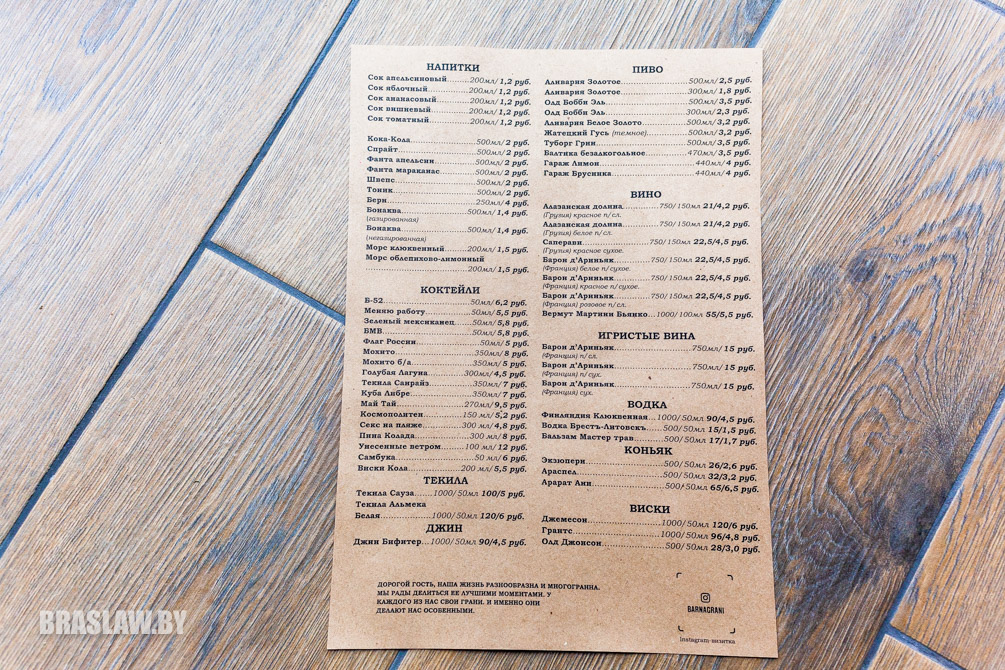 НАПИТКИ
Сок апельсиновый........200мл/ 1,2 руб.
Сок яблочный..............200мл/ 1,2 руб.
Сок ананасовый..........200мл/ 1,2 руб.
Сок вишневый.............200мл/ 1,2 руб.
Сок томатный..............200мл/ 1,2 руб.
Кока-Кола....................500мл/ 2 руб.
Спрайт........................500мл/ 2 руб.
Фанта апельсин............500мл/ 2 руб.
Фанта мараканас..........500мл/ 2 руб.
Швепс.........................500мл/ 2 руб.
Тоник..........................500мл/ 2 руб.
Берн............................250мл/ 4 руб.
Бонаква....................500мл/ 1,4 руб.
(газированная)
Бонаква....................500мл/ 1,4 руб.
(негазированная)
Морс клюквенный.......200мл/ 1,5 руб.
Морс облепихово-лимонный
................................200мл/ 1,5 руб.
КОКТЕЙЛИ
Б-52...........................50мл/ 6,2 руб.
Меняю работу..............50мл/ 5,5 руб.
Зеленый мексиканец.....50мл/ 5,8 руб.
БМВ............................50мл/ 5,8 руб.
Флаг России...................50мл/ 5 руб.
Мохито........................350мл/ 8 руб.
Мохито б/а...................350мл/ 5 руб.
Голубая Лагуна..........300мл/ 4,5 руб.
Текила Санрайз.............350мл/ 7 руб.
Куба Либре...................350мл/ 7 руб.
Май Тай.....................270мл/ 9,5 руб.
Космополитен............150 мл/ 5,2 руб.
Секс на пляже............300 мл/ 4,8 руб.
Пина Колада.................300 мл/ 8 руб.
Унесенные ветром.......100 мл/ 12 руб.
Самбука........................50 мл/ 6 руб.
Виски Кола................200 мл/ 5,5 руб.
ТЕКИЛА
Текила Сауза......1000/50мл 100/5 руб.
Текила Альмека
Белая.................1000/50мл 120/6 руб.
ДЖИН
Джин Бифитер...1000/50мл 90/4,5 руб.
ПИВО
Аливария Золотое.................500мл/ 2,5 руб.
Аливария Золотое.................300мл/ 1,8 руб.
Олд Бобби Эль......................500мл/ 3,5 руб.
Олд Бобби Эль......................300мл/ 2,3 руб.
Аливария Белое Золото..........500мл/ 3,2 руб.
Жатецкий Гусь (темное).........500мл/ 3,2 руб.
Туборг Грин..........................500мл/ 3,5 руб.
Балтика безалкогольное..........470мл/ 3,5 руб.
Гараж Лимон...........................440мл/ 4 руб.
Гараж Брусника.......................440мл/ 4 руб.
ВИНО
Алазанская долина.........750/150мл 21/4,2 руб.
(Грузия) красное п/сл.
Алазанская долина.........750/150мл 21/4,2 руб.
(Грузия) белое п/сл.
Саперави.................750/150мл 22,5/4,5 руб.
(Грузия) красное сухое.
Барон д’Ариньяк.........750/150мл 22,5/4,5 руб.
(Франция) белое п/сухое.
Барон д’Ариньяк.........750/150мл 22,5/4,5 руб.
(Франция) красное п/сухое.
Барон д’Ариньяк.........750/150мл 22,5/4,5 руб.
(Франция) розовое п/сл.
Вермут Мартини Бьянко...1000/100мл 55/5,5 руб.
ИГРИСТЫЕ ВИНА
Барон д’Ариньяк.....................750мл/ 15 руб.
(Франция) п/сл.
Барон д’Ариньяк.....................750мл/ 15 руб.
(Франция) п/сух.
Барон д’Ариньяк.....................750мл/ 15 руб.
(Франция) сух.
ВОДКА
Финляндия Клюквенная...1000/50мл 90/4,5 руб.
Водка Брестъ-Литовскъ.....500/50мл 15/1,5 руб.
Бальзам Мастер трав.........500/50мл 17/1,7 руб.
КОНЬЯК
Экзюпери.........................500/50мл 26/2,6 руб.
Араспел...........................500/50мл 32/3,2 руб.
Арарат Ани......................500/50мл 65/6,5 руб.
ВИСКИ
Джемесон.........................1000/50мл 120/6 руб.
Грантс.............................1000/50мл 96/4,8 руб.
Олд Джонсон....................500/50мл 28/3,0 руб.
ДОРОГОЙ ГОСТЬ, НАША ЖИЗНЬ РАЗНООБРАЗНА И МНОГОГРАННА.
МЫ РАДЫ ДЕЛИТЬСЯ ЕЕ ЛУЧШИМИ МОМЕНТАМИ. У
КАЖДОГО ИЗ НАС СВОИ ГРАНИ. И ИМЕННО ОНИ
ДЕЛАЮТ НАС ОСОБЕННЫМИ.
BARNAGRANI
Instagram-визитка
BRASLAW.BY